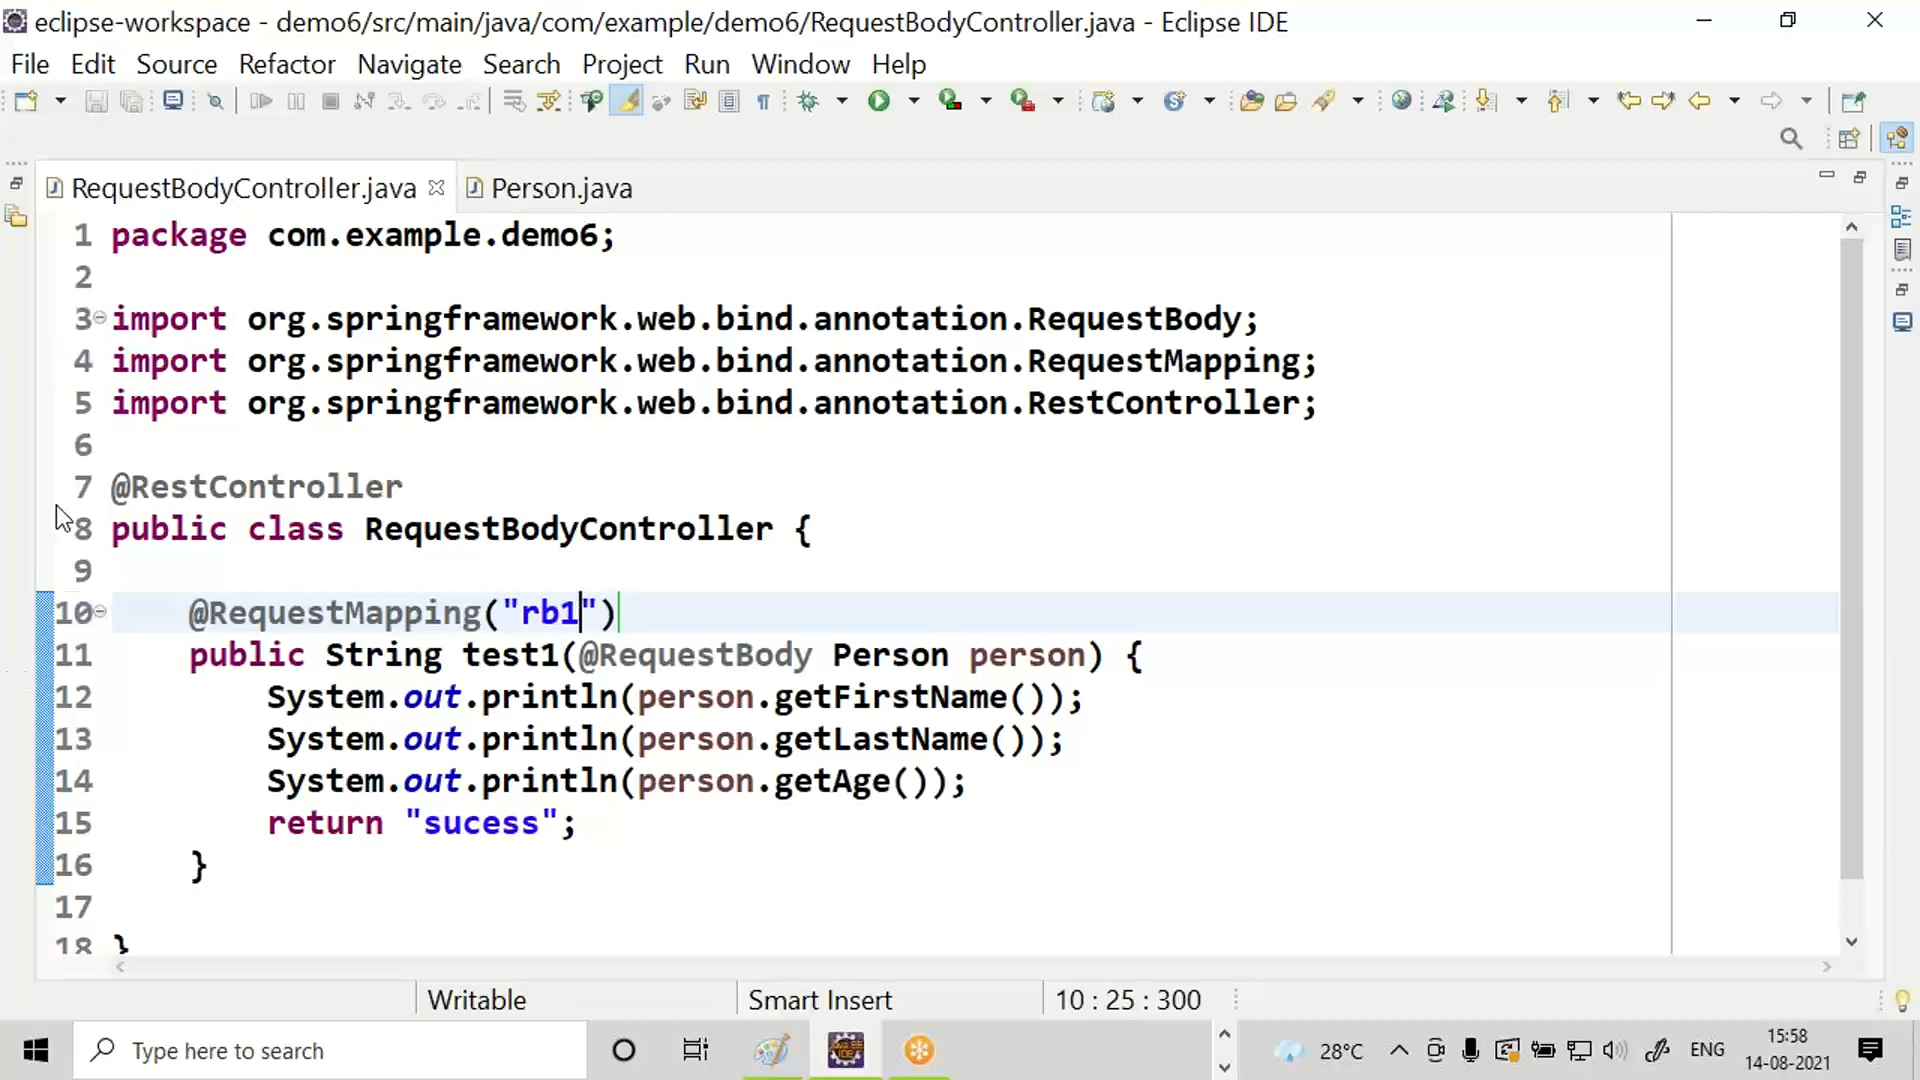 eclipse-workspace - demo6/src/main/java/com/example/demo6/RequestBodyController.java - Eclipse IDE
File Edit Source Refactor Navigate Search Project Run Window Help
RequestBodyController.java Person.java
1 package com.example.demo6;
2
3 import org.springframework.web.bind.annotation.RequestBody;
4 import org.springframework.web.bind.annotation.RequestMapping;
5 import org.springframework.web.bind.annotation.RestController;
6
7 @RestController
8 public class RequestBodyController {
9
10 @RequestMapping("rb1")
11 public String test1(@RequestBody Person person) {
12 System.out.println(person.getFirstName());
13 System.out.println(person.getLastName());
14 System.out.println(person.getAge());
15 return "sucess";
16 }
17
18 }
Writable Smart Insert 10 : 25 : 300
Type here to search 28°C ENG 15:58
14-08-2021